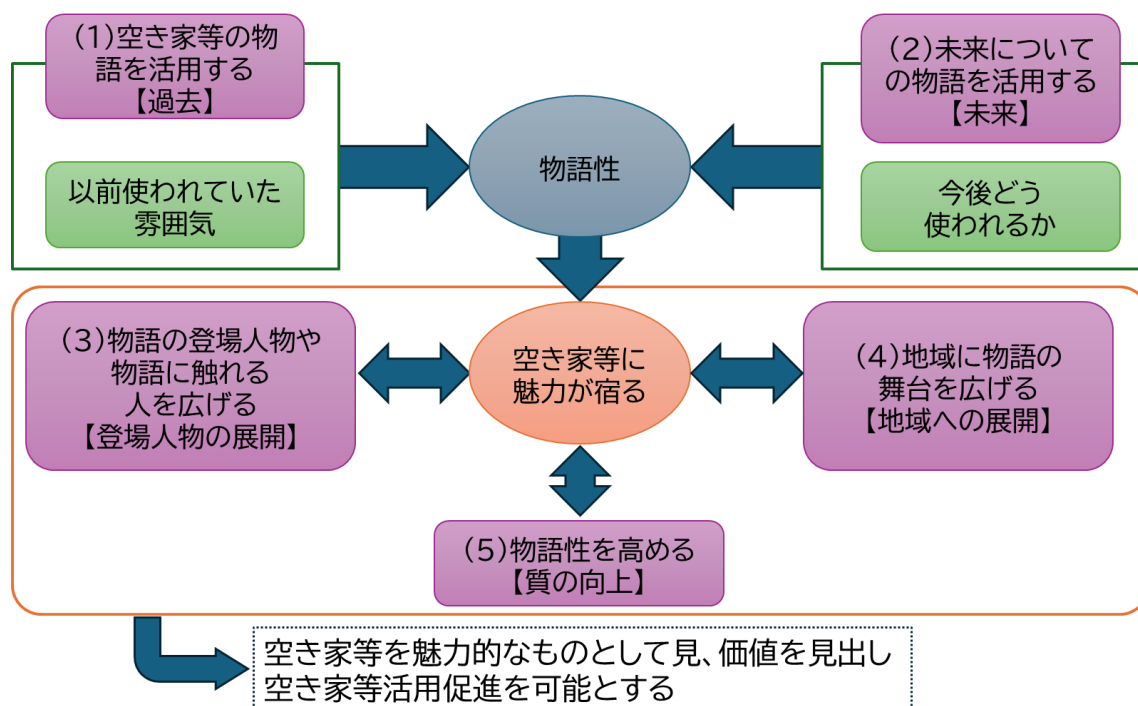 （1）空き家等の物
語を活用する
【過去】
以前使われていた
雰囲気
物語性
（2）未来について
の物語を活用する
【未来】
今後どう
使われるか
（3）物語の登場人物や
物語に触れる
人を広げる
【登場人物の展開】
空き家等に
魅力が宿る
（4）地域に物語の
舞台を広げる
【地域への展開】
（5）物語性を高める
【質の向上】
空き家等を魅力的なものとして見、価値を見出し
空き家等活用促進を可能とする